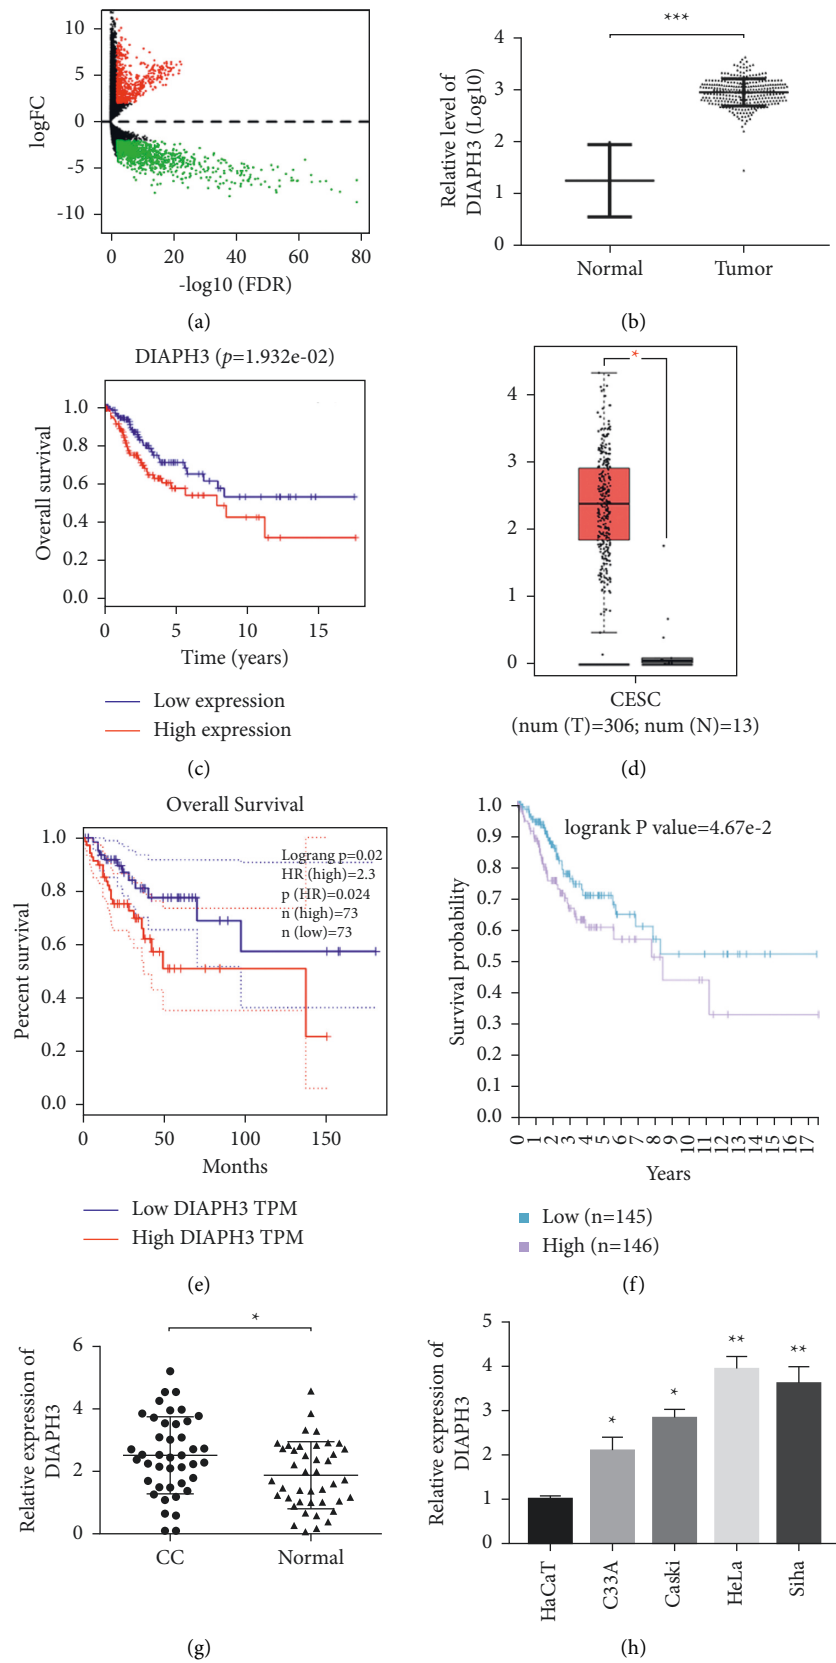 10
5
0
-5
-10
logFC
0 20 40 60 80
-log10 (FDR)
(a)
***
4
3
2
1
0
Relative level of
DIAPH3 (Log10)
Normal Tumor
(b)
DIAPH3 (p=1.932e-02)
1.0
0.8
0.6
0.4
0.2
0.0
Overall survival
0 5 10 15
Time (years)
Low expression
High expression
(c)
*
4
3
2
1
0
CESC
(num (T)=306; num (N)=13)
(d)
Overall Survival
1.0
0.8
0.6
0.4
0.2
0.0
Percent survival
Lograng p=0.02
HR (high)=2.3
p (HR)=0.024
n (high)=73
n (low)=73
0 50 100 150
Months
Low DIAPH3 TPM
High DIAPH3 TPM
(e)
logrank P value=4.67e-2
1.0
0.9
0.8
0.7
0.6
0.5
0.4
0.3
0.2
0.1
0.0
Survival probability
0 1 2 3 4 5 6 7 8 9 10 11 12 13 14 15 16 17
Years
Low (n=145)
High (n=146)
(f)
*
6
4
2
0
Relative expression of
DIAPH3
CC Normal
(g)
5
4
3
2
1
0
Relative expression of
DIAPH3
* * ** **
HaCaT C33A Caski HeLa Siha
(h)